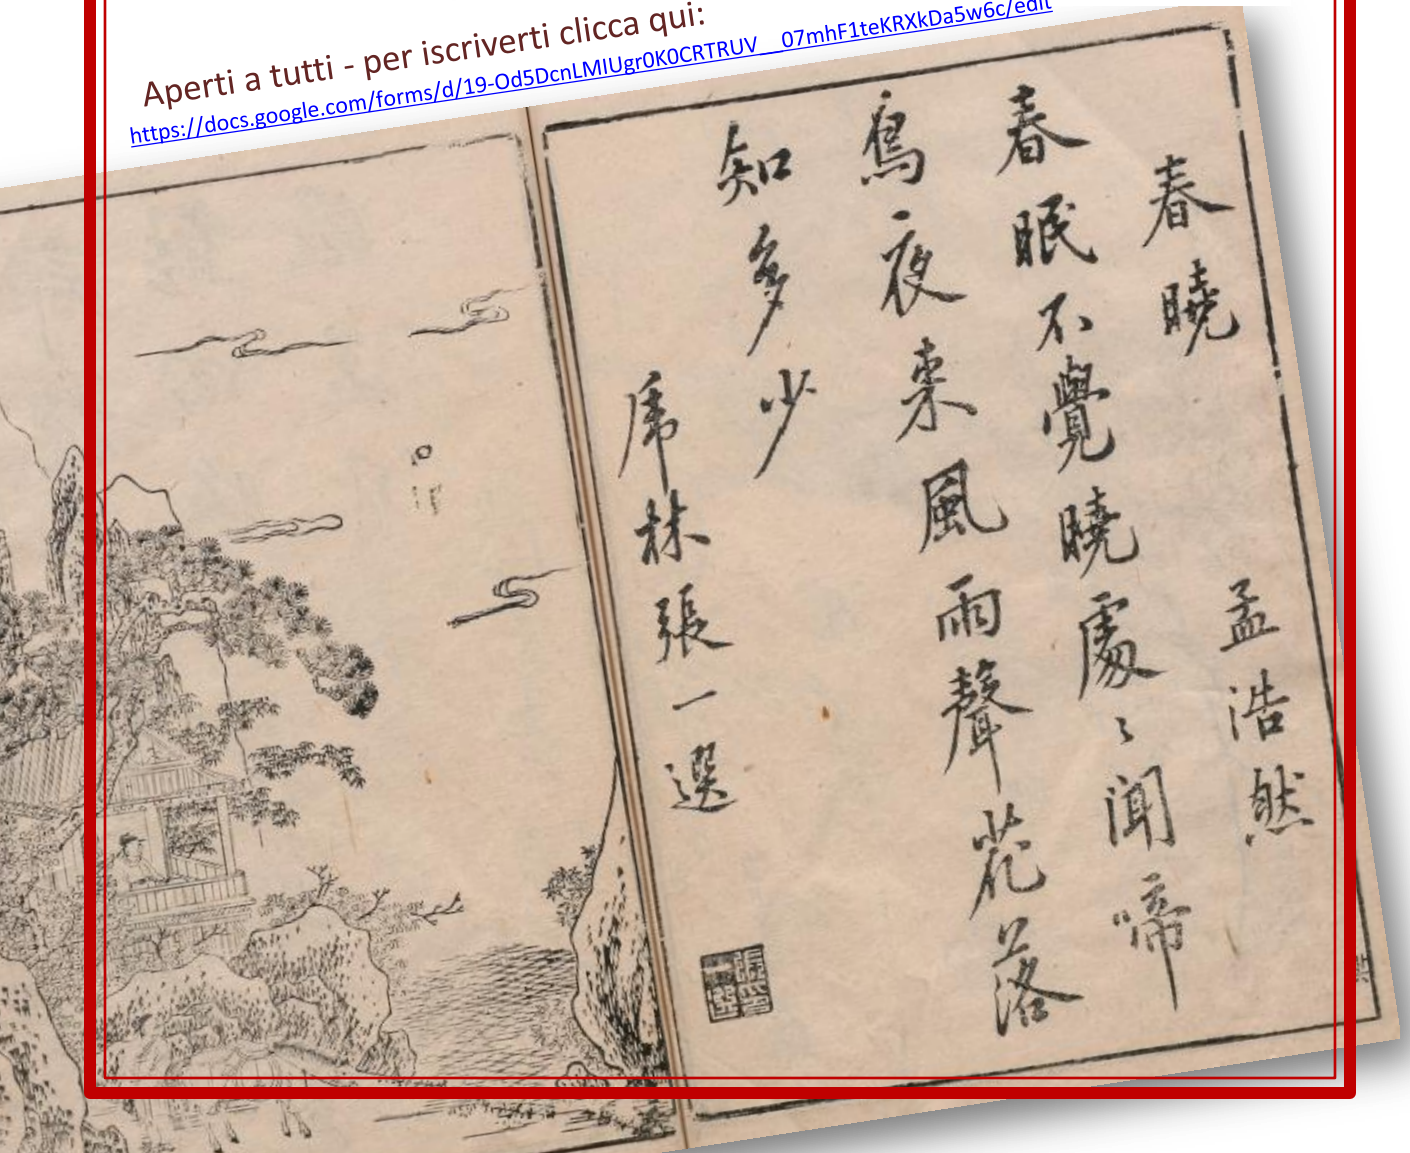 Aperti a tutti - per iscriverti clicca qui:
https://docs.google.com/forms/d/19-Od5DcnLMIUgr0K0CRTRUV__07mhF1teKRXkDa5w6c/edit
春曉
孟浩然
春眠不覺曉處〻聞啼
鳥夜来風雨聲花落
知多少
虎林張一選